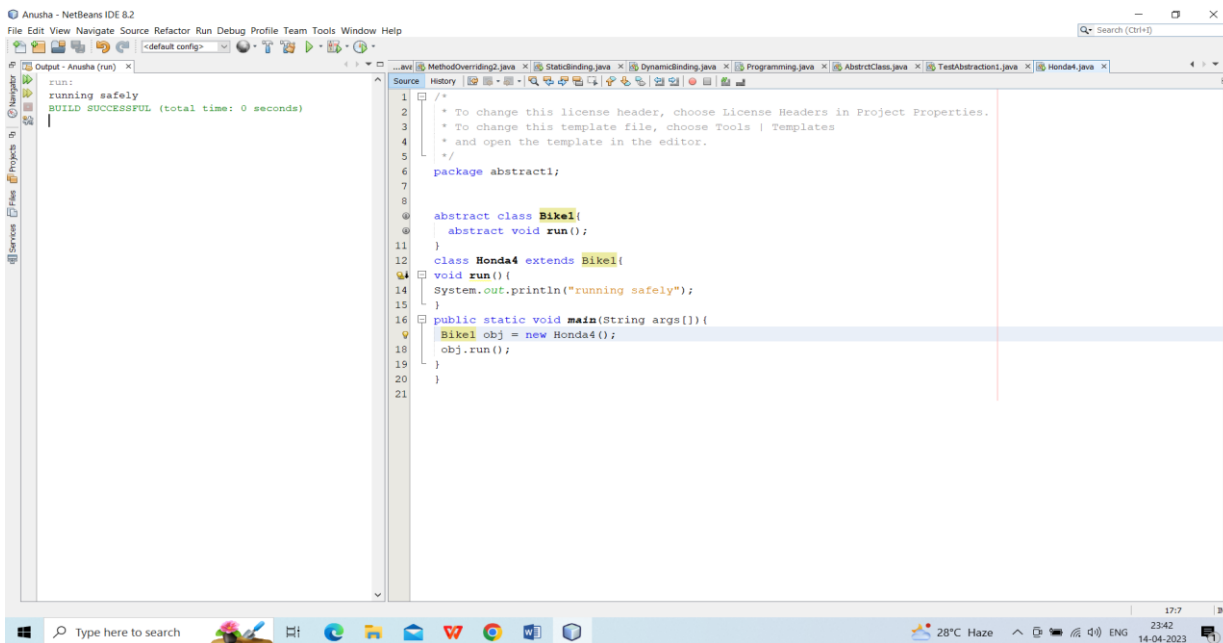 Anusha - NetBeans IDE 8.2
File Edit View Navigate Source Refactor Run Debug Profile Team Tools Window Help
Search (Ctrl+I)
<default config>
Output - Anusha (run)
run:
running safely
BUILD SUCCESSFUL (total time: 0 seconds)
Navigator
Projects
Files
Services
...ava MethodOverriding2.java StaticBinding.java DynamicBinding.java Programming.java AbstrctClass.java TestAbstraction1.java Honda4.java
Source History
1 /*
2 * To change this license header, choose License Headers in Project Properties.
3 * To change this template file, choose Tools | Templates
4 * and open the template in the editor.
5 */
6 package abstract1;
7
8
abstract class Bike1{
abstract void run();
11 }
12 class Honda4 extends Bike1{
void run(){
14 System.out.println("running safely");
15 }
16 public static void main(String args[]){
Bike1 obj = new Honda4();
18 obj.run();
19 }
20 }
21
17:7
Type here to search
28°C Haze
ENG
23:42
14-04-2023